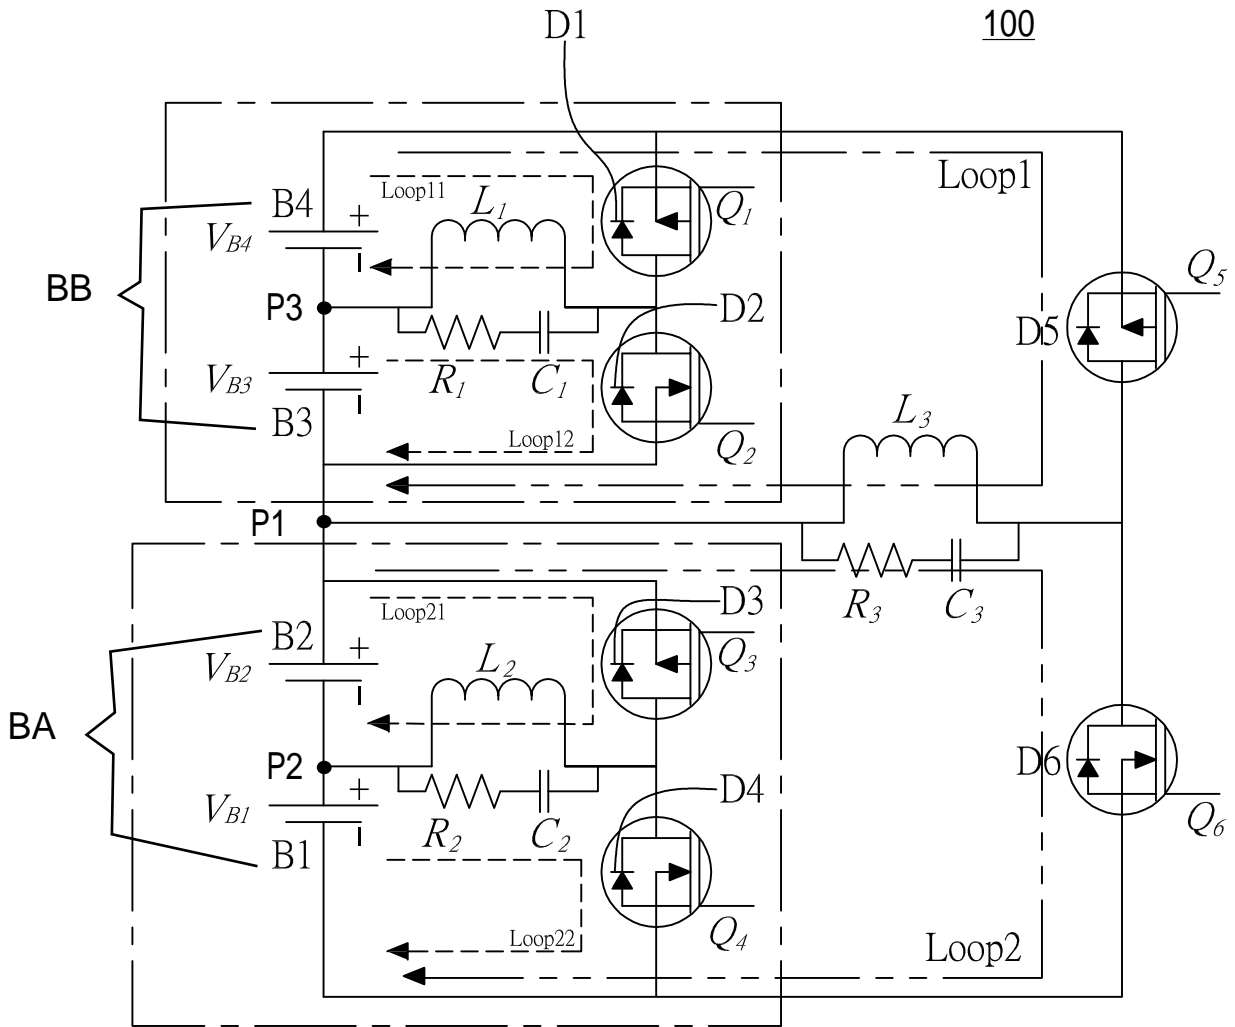 D1
100
Loop1
B4
+
Loop11
L1
Q1
VB4
BB
P3
D2
Q5
D5
VB3
+
R1
C1
B3
Loop12
Q2
L3
P1
R3
C3
Loop21
D3
B2
+
VB2
L2
Q3
BA
P2
D6
VB1
+
D4
Q6
R2
C2
B1
Loop22
Q4
Loop2